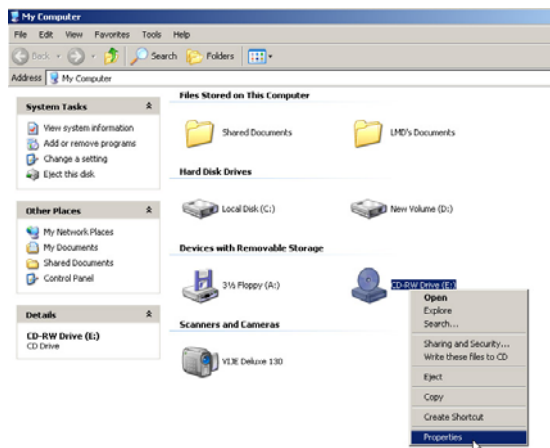 My Computer
File Edit View Favorites Tools Help
Back Search Folders
Address My Computer
System Tasks
View system information
Add or remove programs
Change a setting
Eject this disk
Other Places
My Network Places
My Documents
Shared Documents
Control Panel
Details
CD-RW Drive (E:)
CD Drive
Files Stored on This Computer
Shared Documents LMD's Documents
Hard Disk Drives
Local Disk (C:) New Volume (D:)
Devices with Removable Storage
3½ Floppy (A:) CD-RW Drive (E:)
Scanners and Cameras
VIJE Deluxe 130
Open
Explore
Search...
Sharing and Security...
Write these files to CD
Eject
Copy
Create Shortcut
Properties